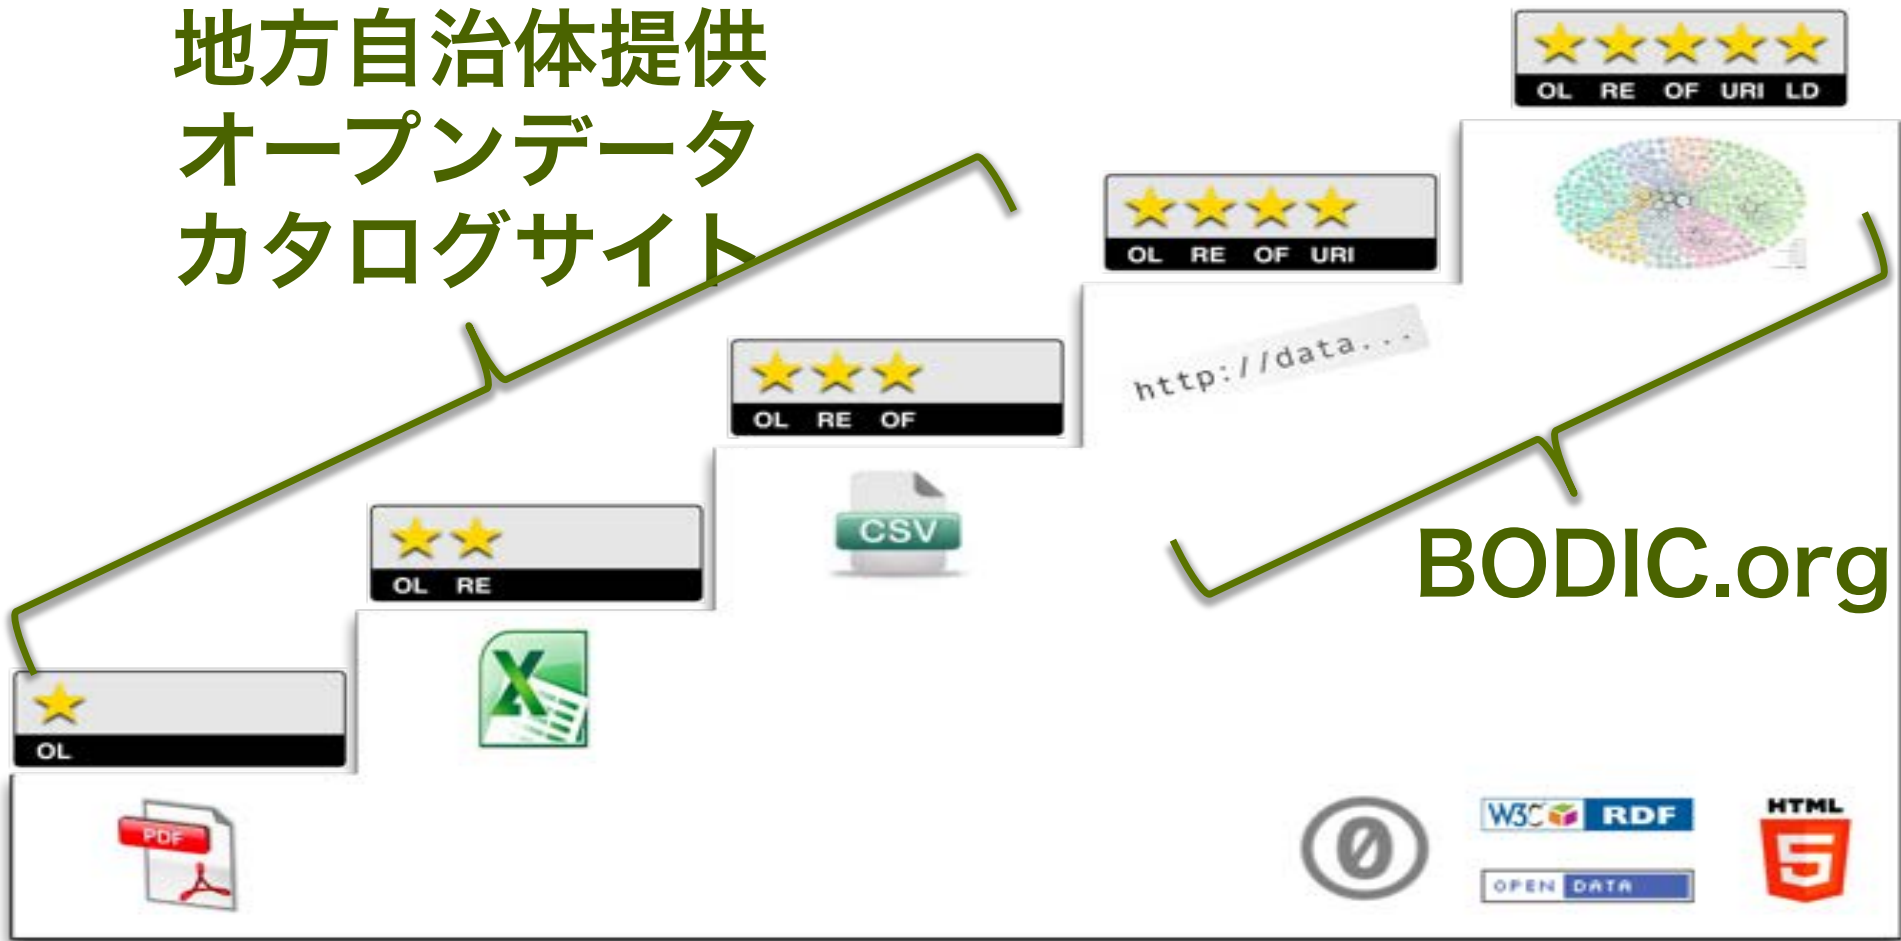 地方自治体提供
オープンデータ
カタログサイト
OL RE OF URI LD
OL RE OF URI
http://data...
OL RE OF
CSV
BODIC.org
OL RE
OL
PDF
W3C RDF
OPEN DATA
HTML
5